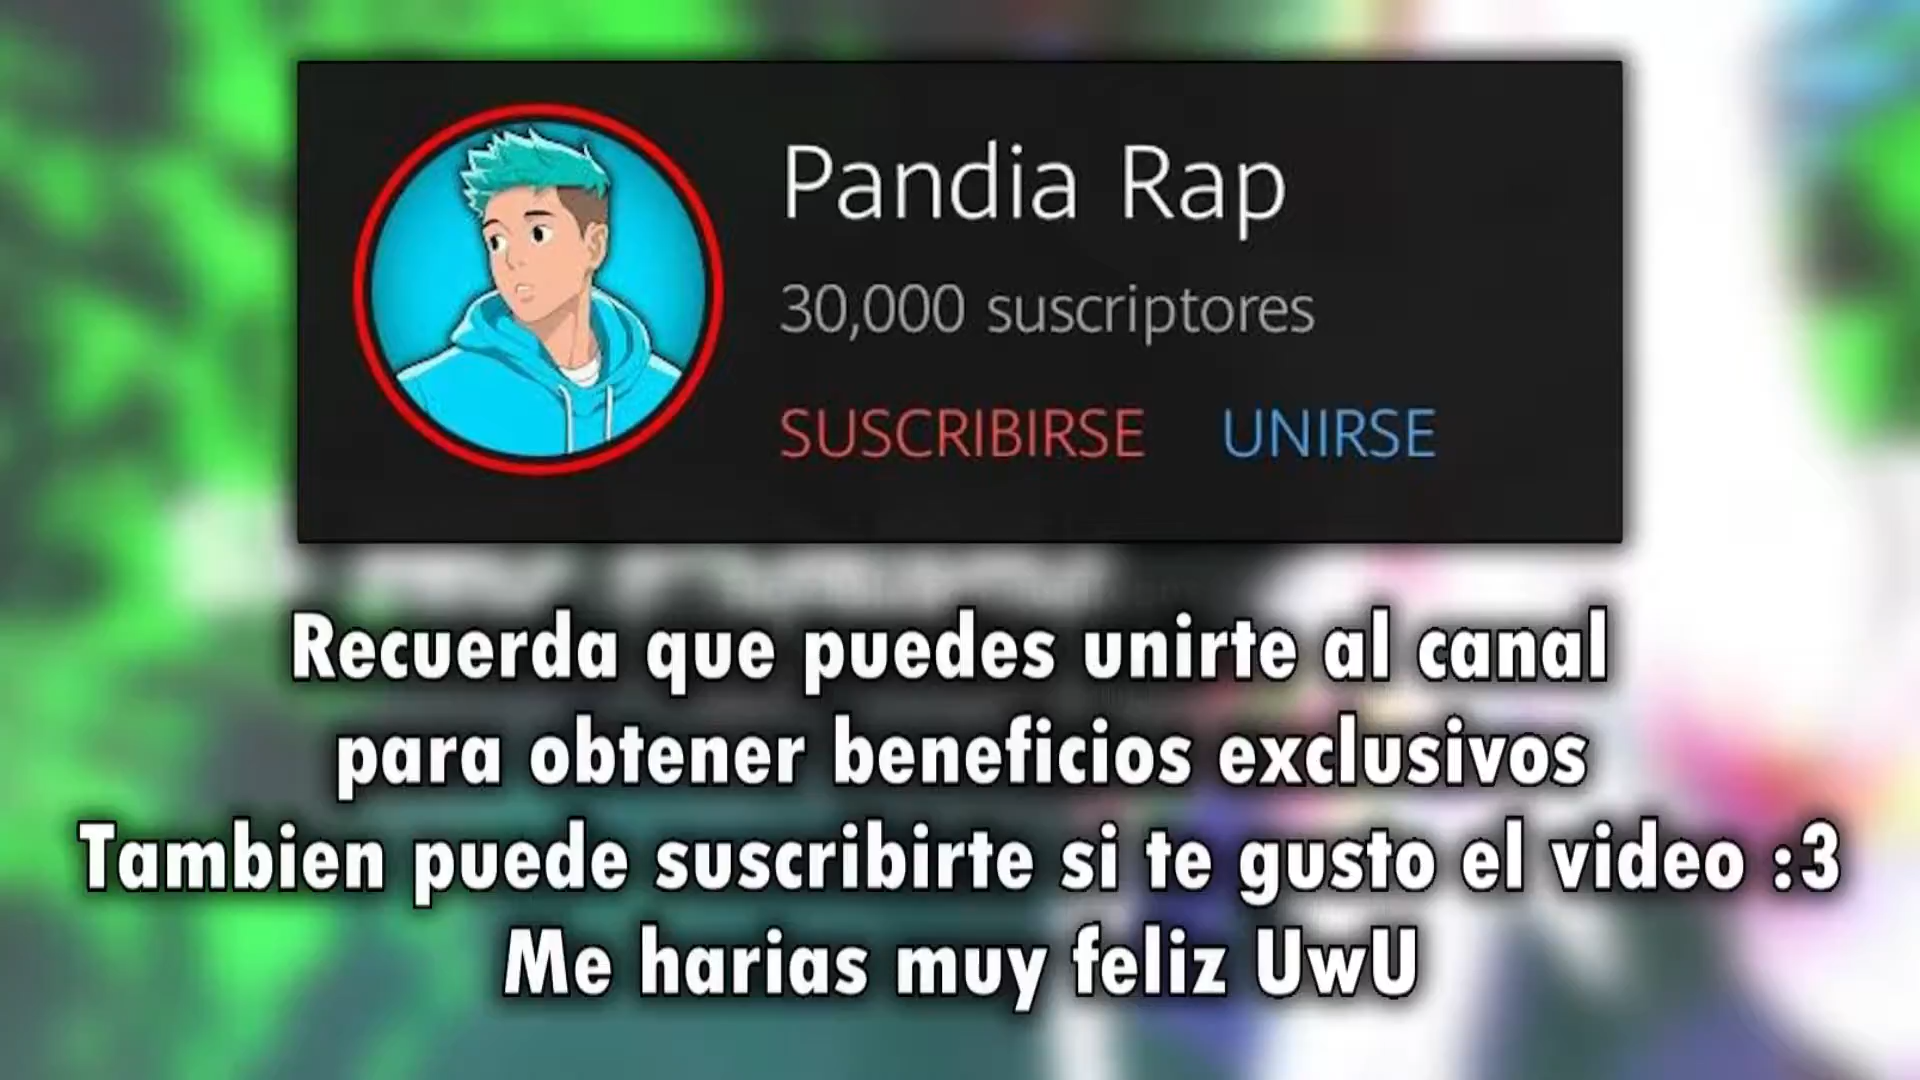 Pandia Rap
30,000 suscriptores
SUSCRIBIRSE UNIRSE
Recuerda que puedes unirte al canal
para obtener beneficios exclusivos
Tambien puede suscribirte si te gusto el video :3
Me harias muy feliz UwU